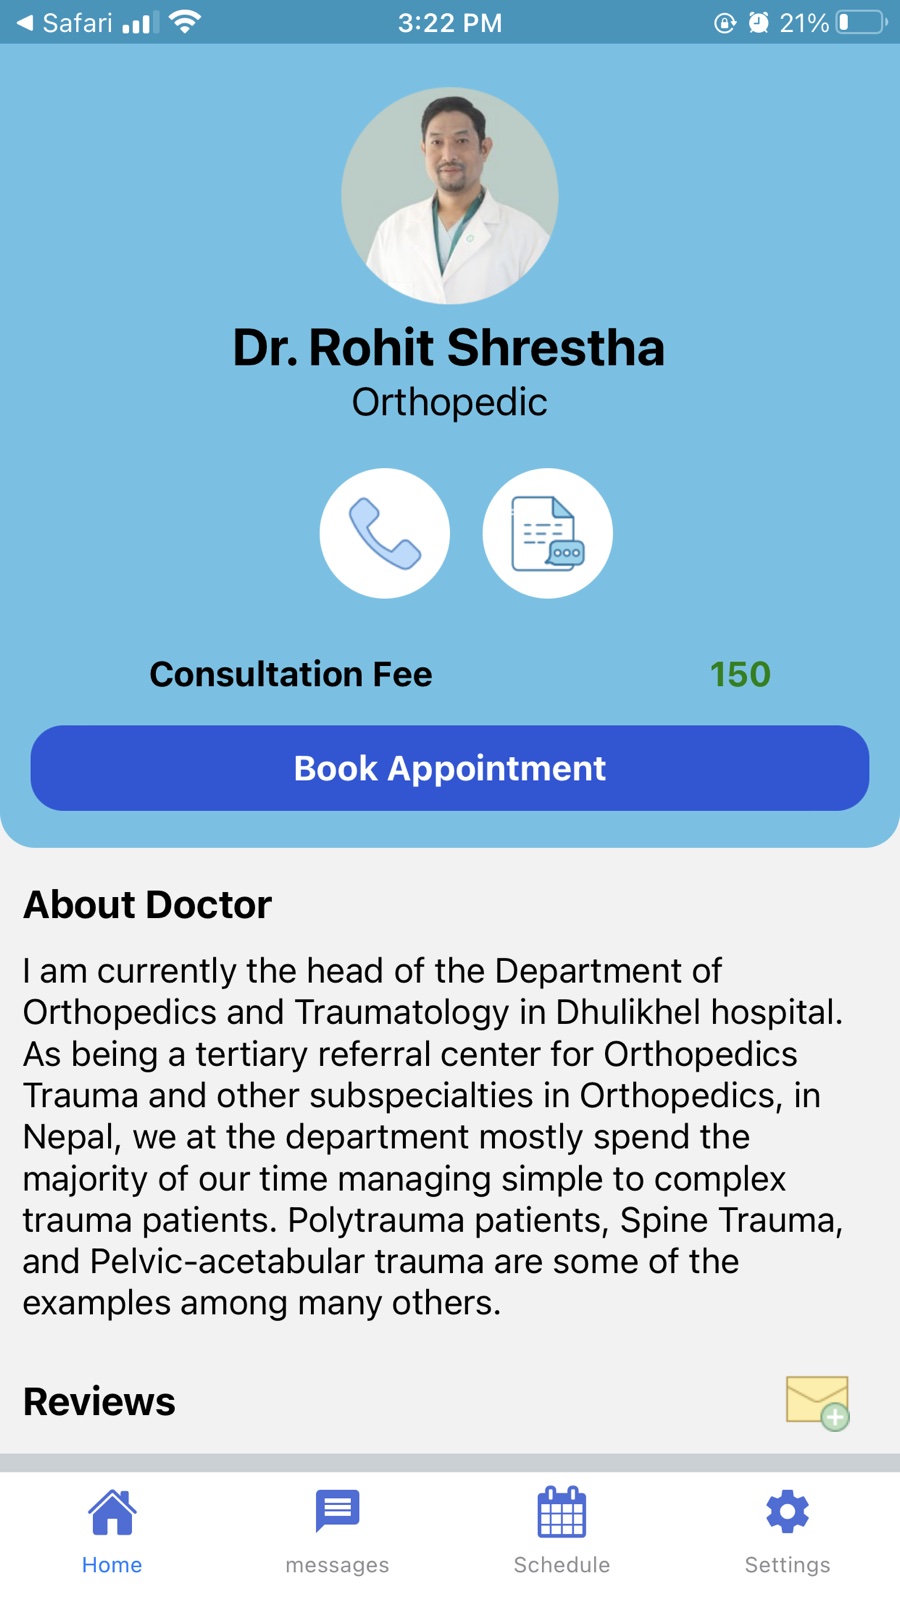 Safari
3:22 PM
21%
Dr. Rohit Shrestha
Orthopedic
Consultation Fee 150
Book Appointment
About Doctor
I am currently the head of the Department of
Orthopedics and Traumatology in Dhulikhel hospital.
As being a tertiary referral center for Orthopedics
Trauma and other subspecialties in Orthopedics, in
Nepal, we at the department mostly spend the
majority of our time managing simple to complex
trauma patients. Polytrauma patients, Spine Trauma,
and Pelvic-acetabular trauma are some of the
examples among many others.
Reviews
Home
messages
Schedule
Settings